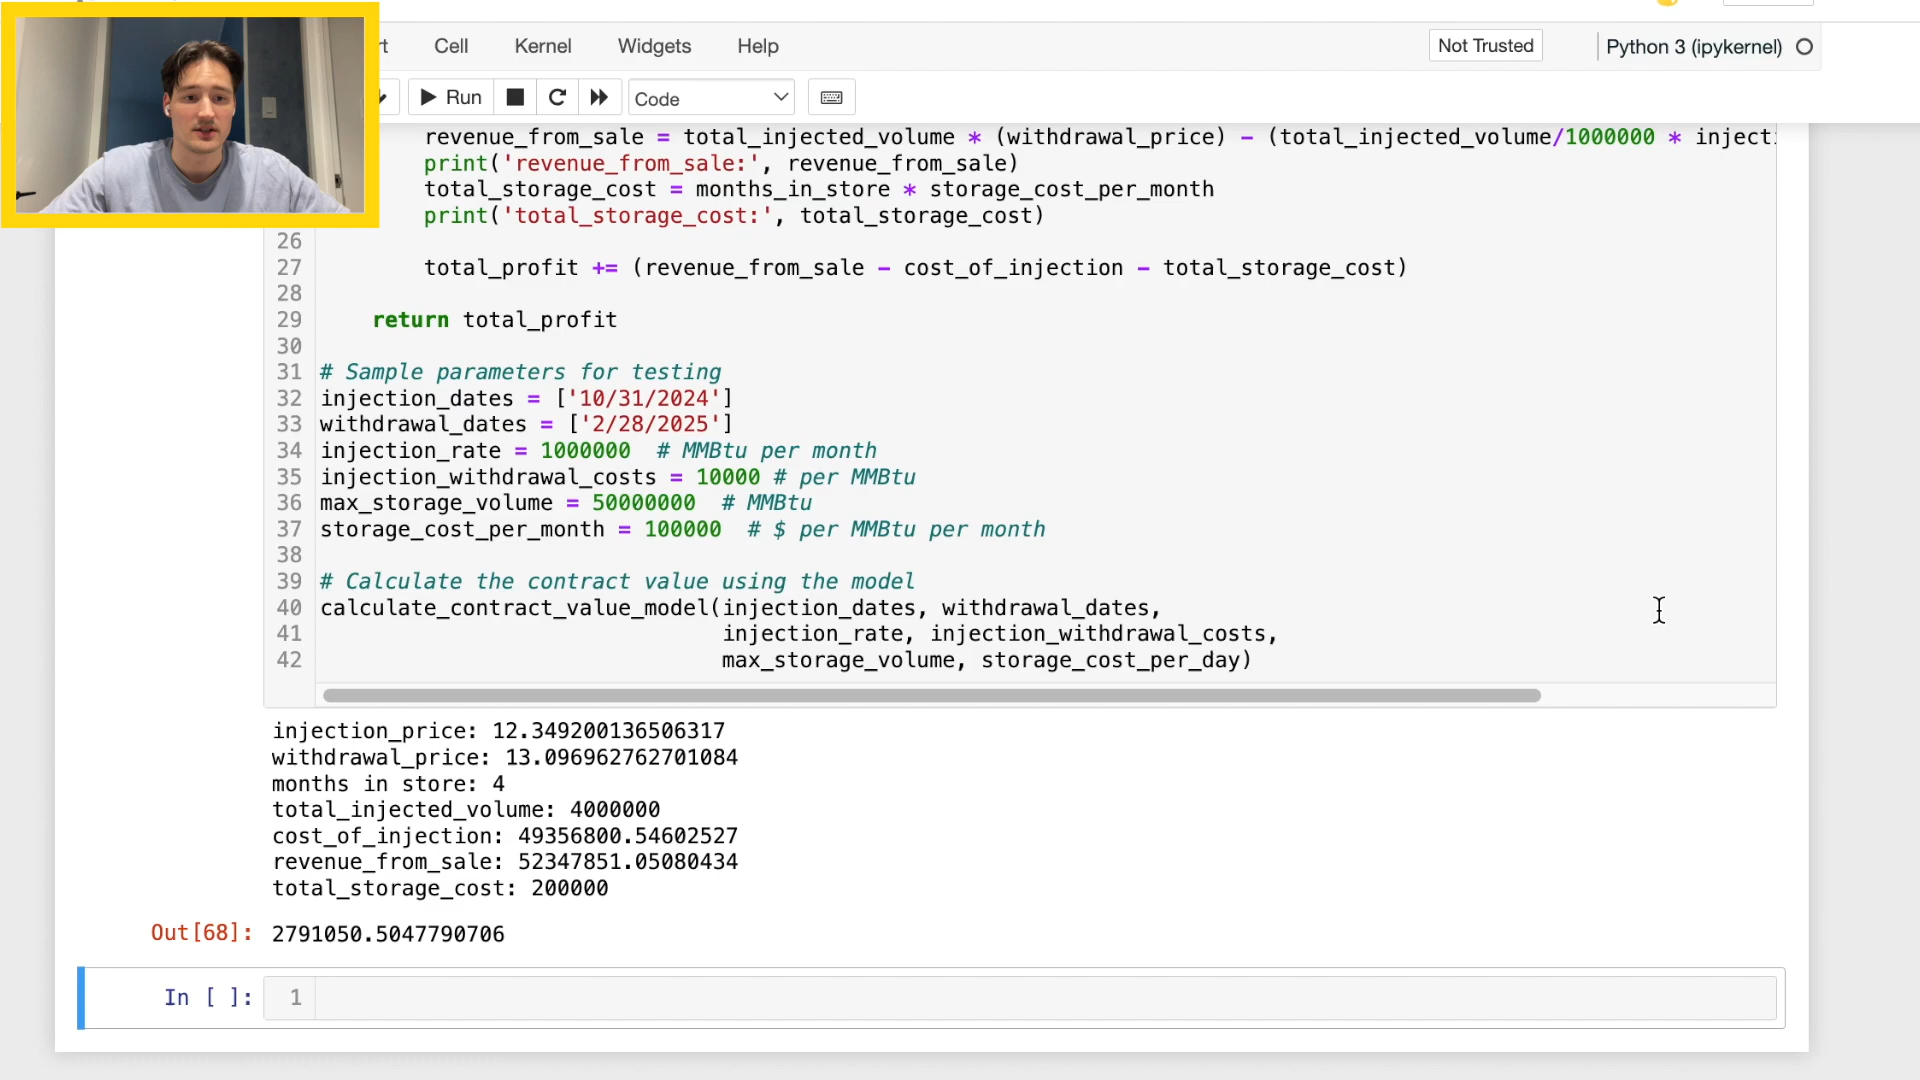 Cell Kernel Widgets Help Not Trusted Python 3 (ipykernel)
Run Code
revenue_from_sale = total_injected_volume * (withdrawal_price) - (total_injected_volume/1000000 * injecti
print('revenue_from_sale:', revenue_from_sale)
total_storage_cost = months_in_store * storage_cost_per_month
print('total_storage_cost:', total_storage_cost)
26
27 total_profit += (revenue_from_sale - cost_of_injection - total_storage_cost)
28
29 return total_profit
30
31 # Sample parameters for testing
32 injection_dates = ['10/31/2024']
33 withdrawal_dates = ['2/28/2025']
34 injection_rate = 1000000 # MMBtu per month
35 injection_withdrawal_costs = 10000 # per MMBtu
36 max_storage_volume = 50000000 # MMBtu
37 storage_cost_per_month = 100000 # $ per MMBtu per month
38
39 # Calculate the contract value using the model
40 calculate_contract_value_model(injection_dates, withdrawal_dates,
41 injection_rate, injection_withdrawal_costs,
42 max_storage_volume, storage_cost_per_day)
injection_price: 12.349200136506317
withdrawal_price: 13.096962762701084
months in store: 4
total_injected_volume: 4000000
cost_of_injection: 49356800.54602527
revenue_from_sale: 52347851.05080434
total_storage_cost: 200000
Out[68]: 2791050.5047790706
In [ ]: 1